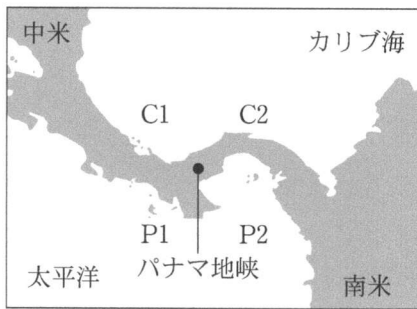 中米
カリブ海
C1 C2
P1 P2
パナマ地峡
太平洋
南米